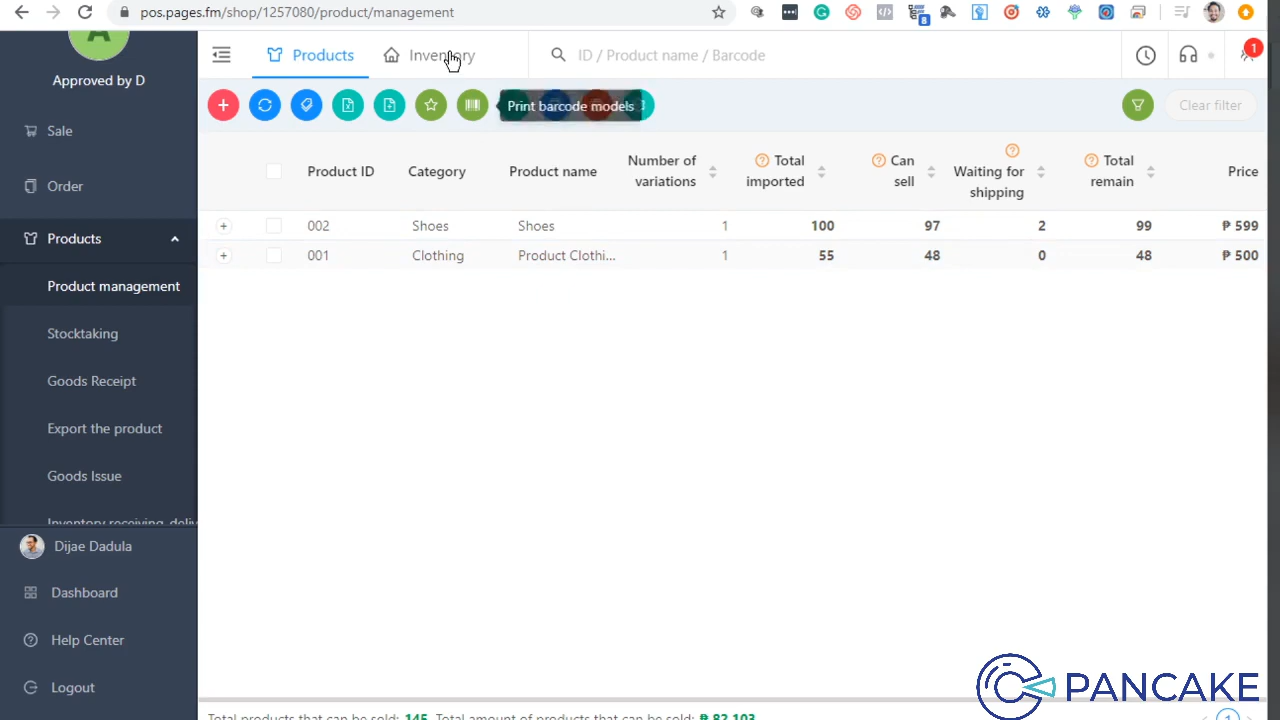 pos.pages.fm/shop/1257080/product/management
8
A
Approved by D
Products
Inventory
ID / Product name / Barcode
1
Sale
Print barcode models
Clear filter
Order
Product ID
Category
Product name
Number of variations
Total imported
Can sell
Waiting for shipping
Total remain
Price
Products
002 Shoes Shoes 1 100 97 2 99 ₱ 599
001 Clothing Product Clothi... 1 55 48 0 48 ₱ 500
Product management
Stocktaking
Goods Receipt
Export the product
Goods Issue
Inventory receiving, deli
Dijae Dadula
Dashboard
Help Center
Logout
PANCAKE
Total products that can be sold: 145 Total amount of products that can be sold: ₱ 82,103
1